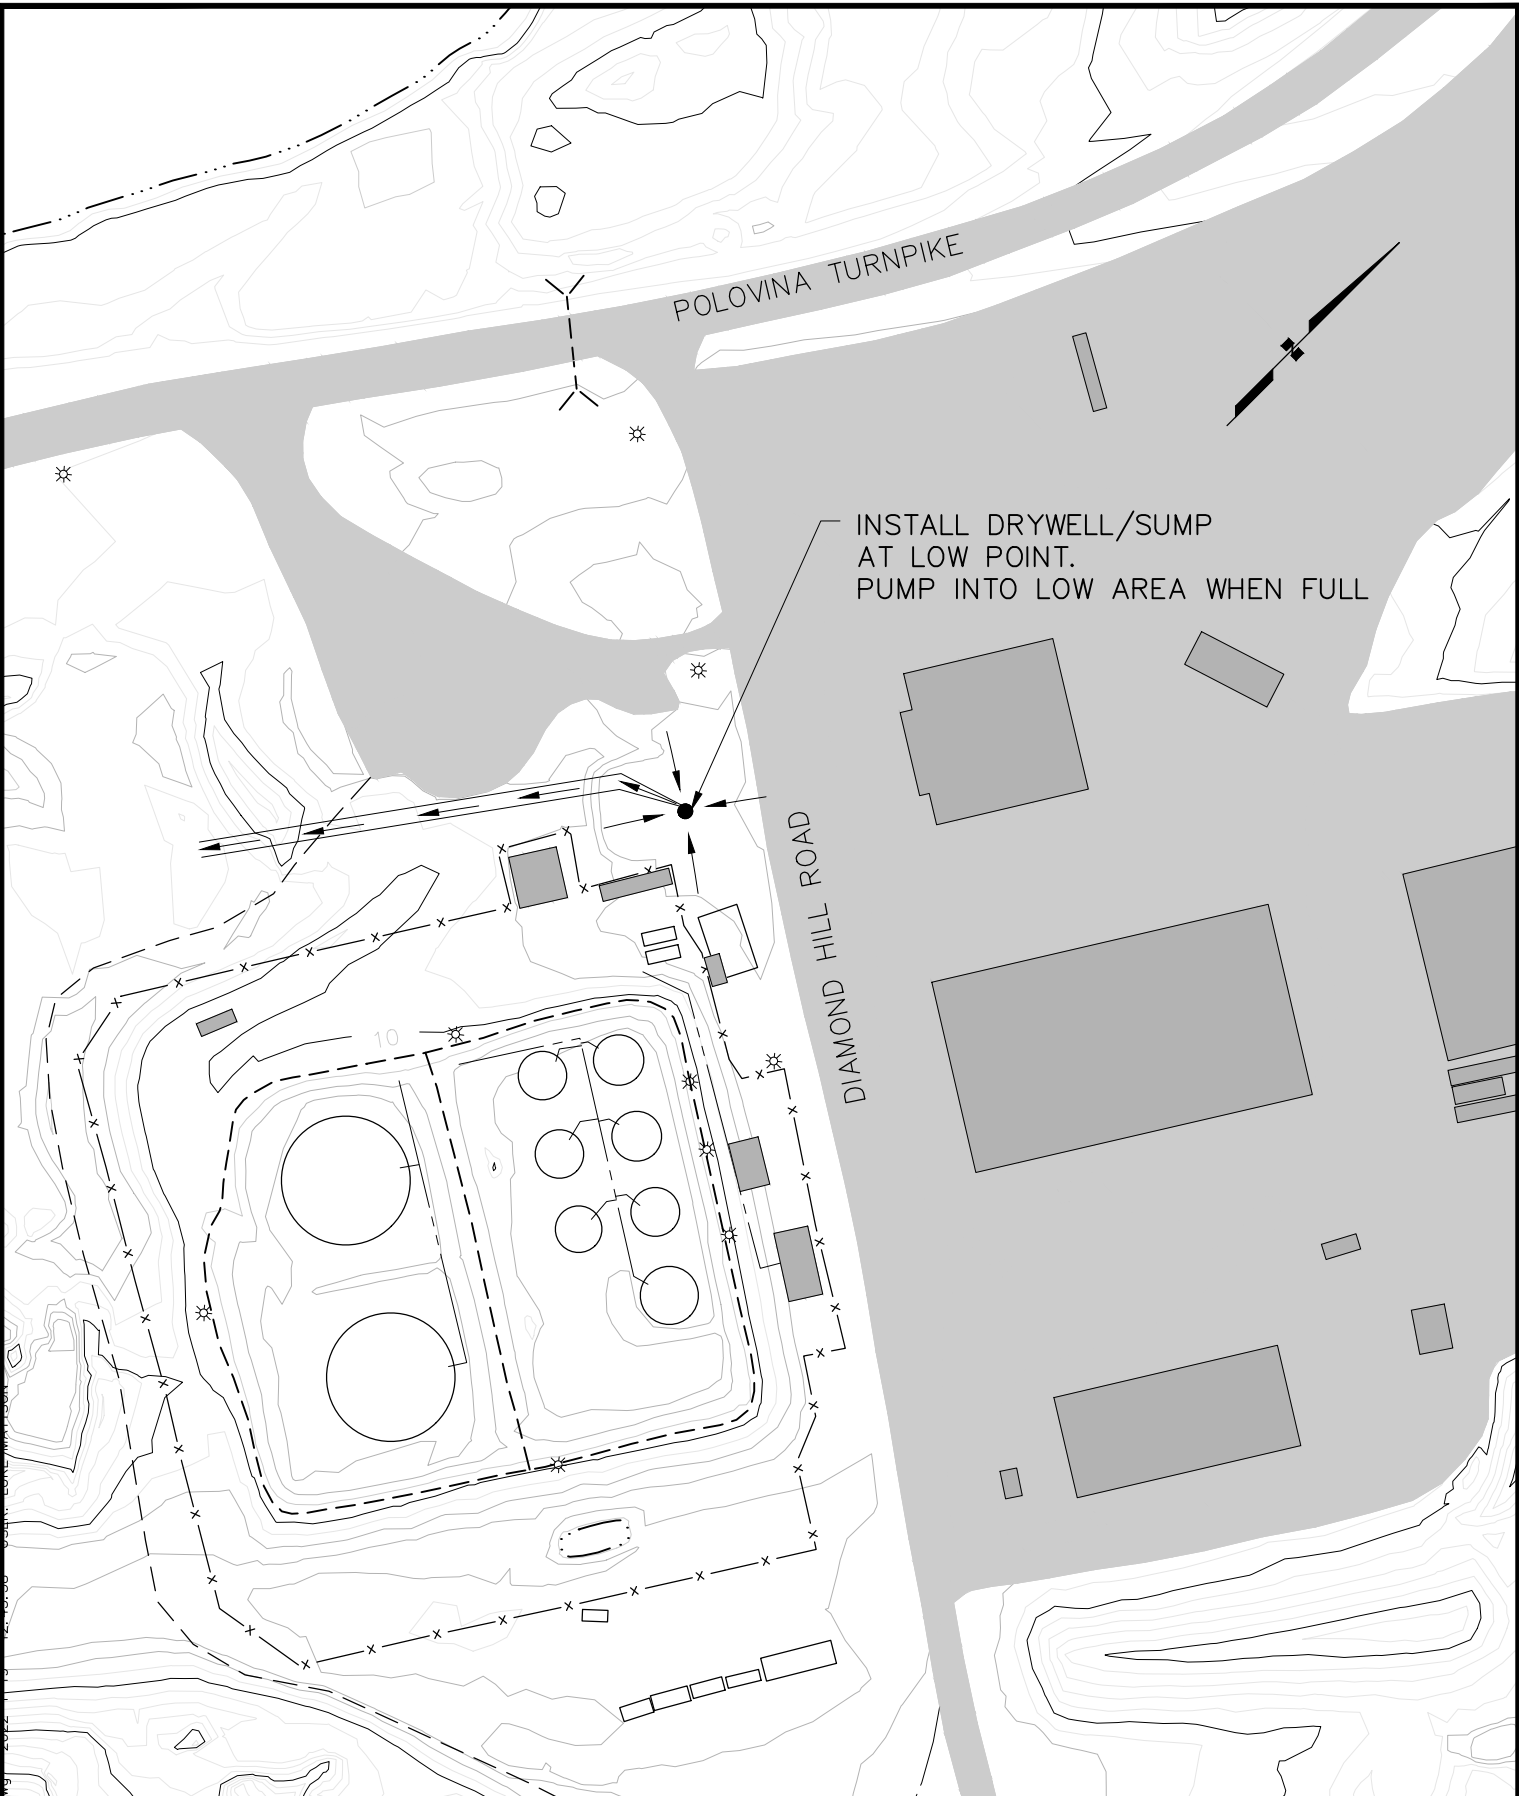 POLOVINA TURNPIKE
INSTALL DRYWELL/SUMP
AT LOW POINT.
PUMP INTO LOW AREA WHEN FULL
DIAMOND HILL ROAD
10